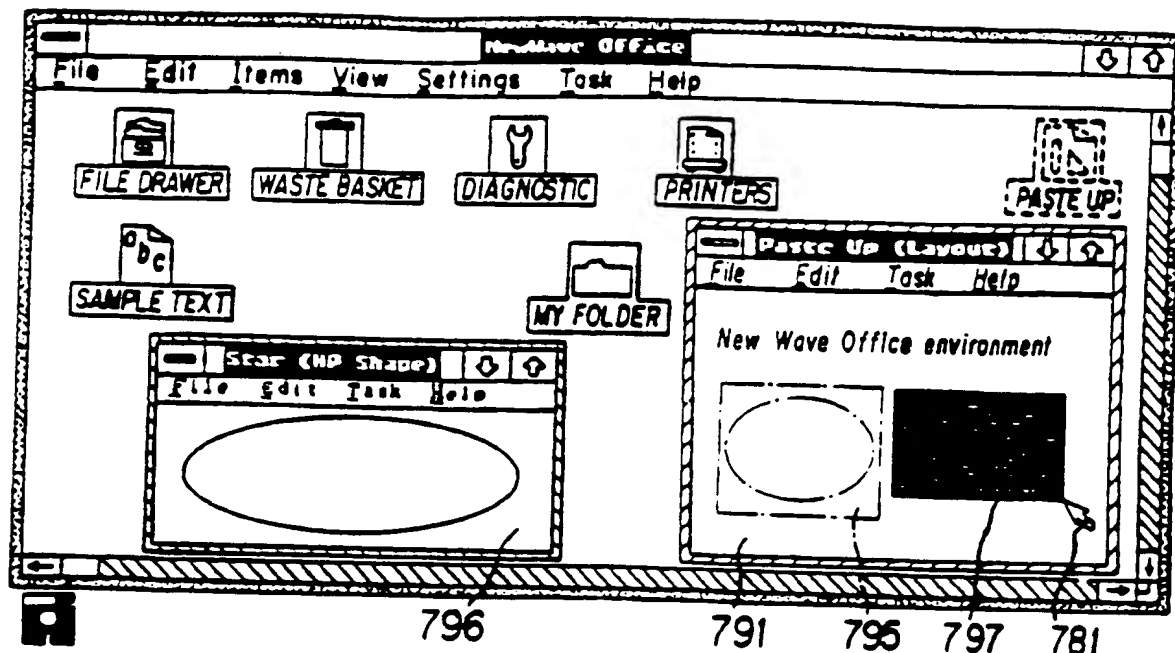 NewWave Office
File Edit Items View Settings Task Help
FILE DRAWER WASTE BASKET DIAGNOSTIC PRINTERS PASTE UP
abc
SAMPLE TEXT MY FOLDER
Paste Up (Layout)
File Edit Task Help
New Wave Office environment
Star (HP Shape)
File Edit Task Help
796 791 795 797 781